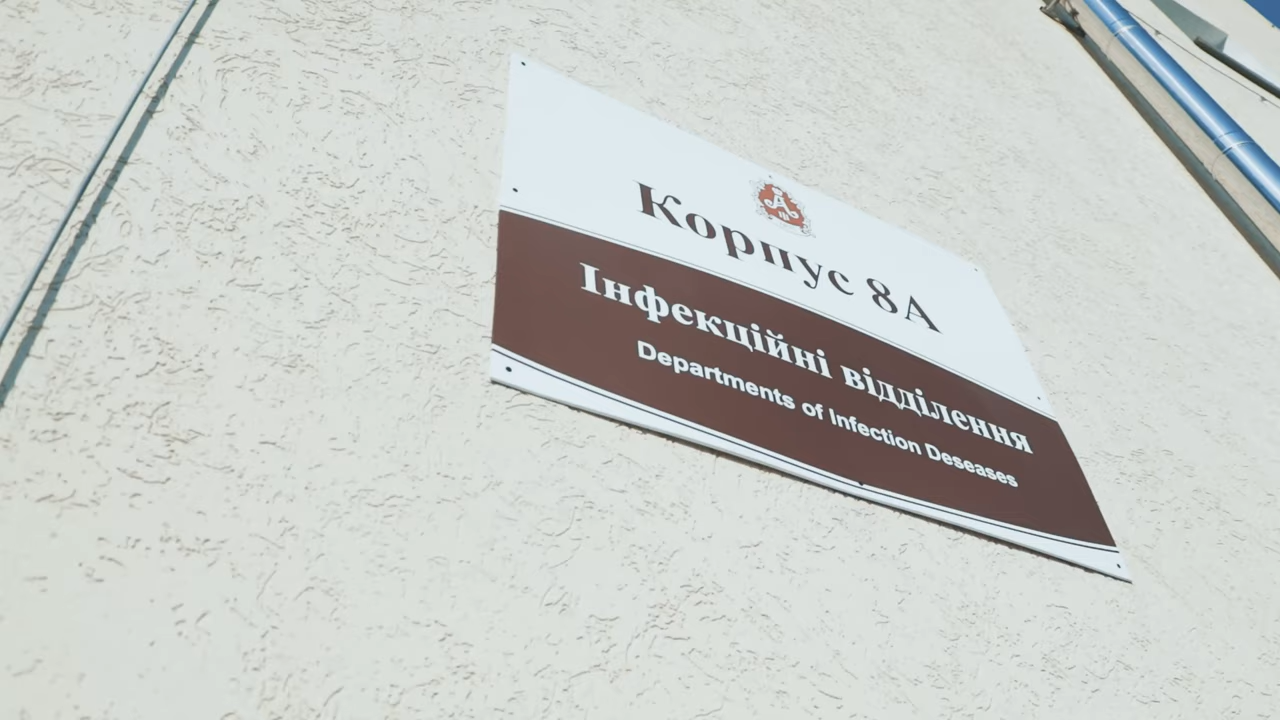 Корпус 8А
Інфекційні відділення
Departments of Infection Deseases